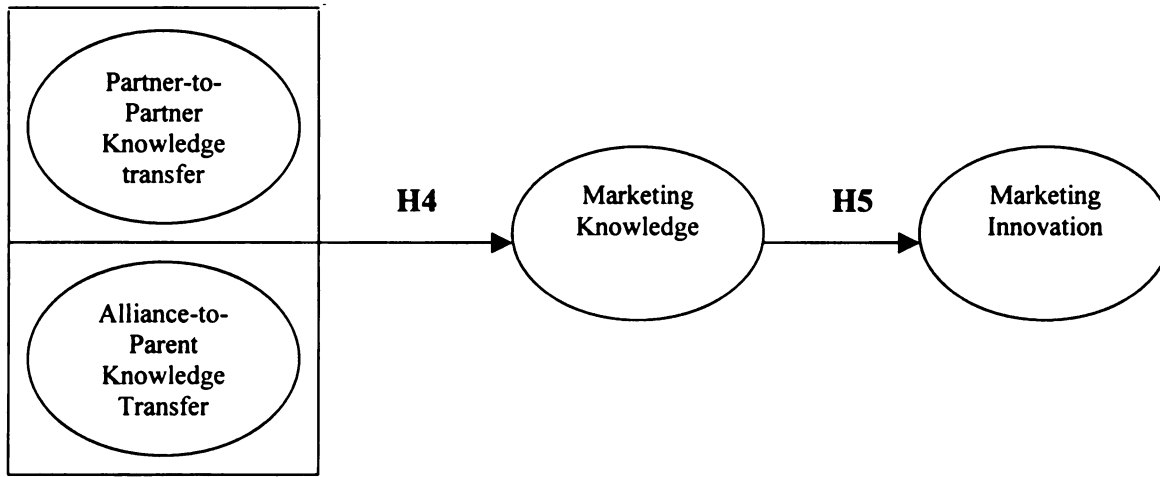 Partner-to-
Partner
Knowledge
transfer
H4
Marketing
Knowledge
H5
Marketing
Innovation
Alliance-to-
Parent
Knowledge
Transfer